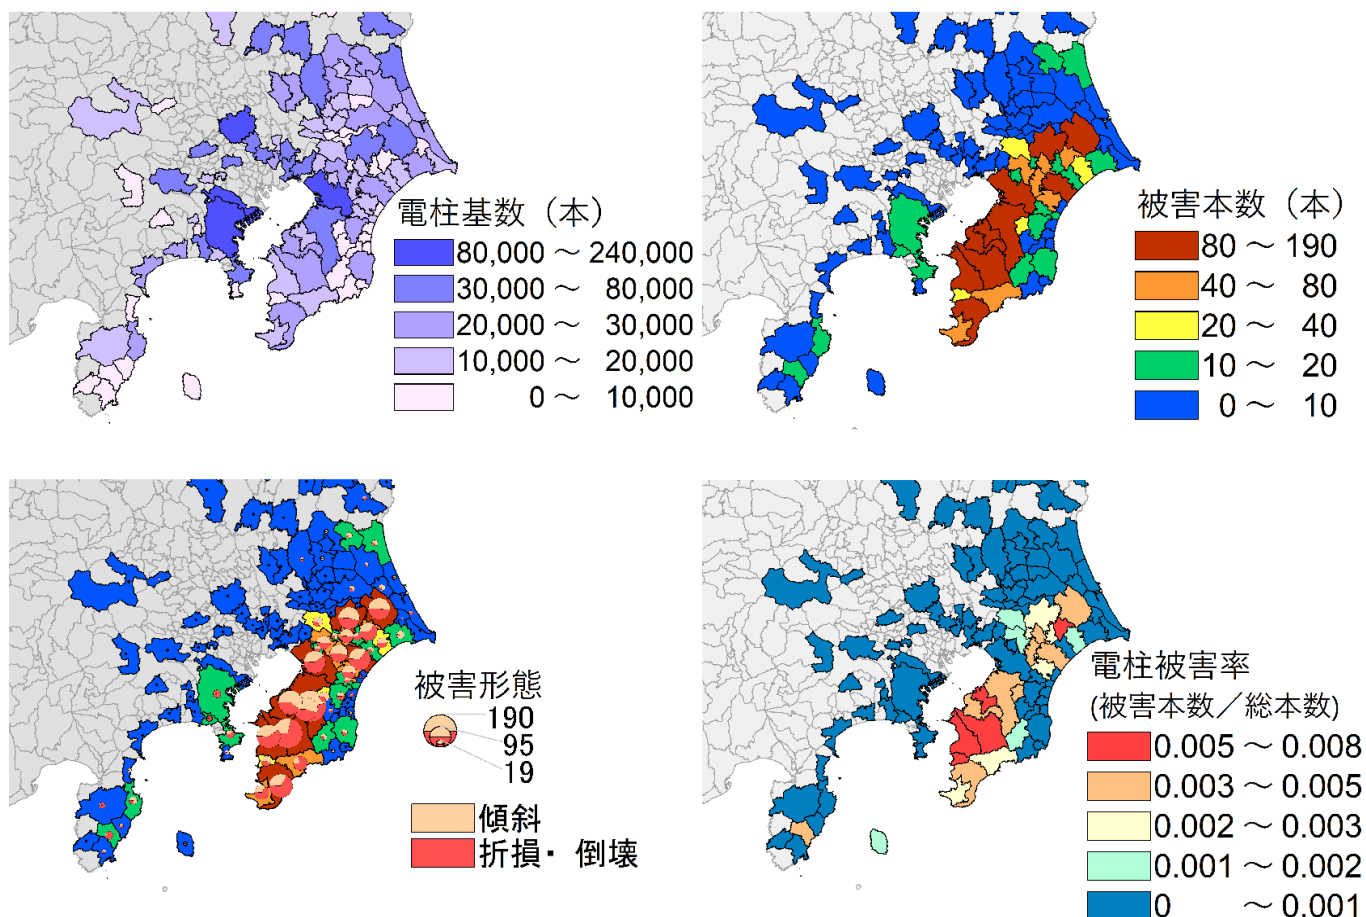 電柱基数（本）
80,000 ～ 240,000
30,000 ～ 80,000
20,000 ～ 30,000
10,000 ～ 20,000
0 ～ 10,000
被害本数（本）
80 ～ 190
40 ～ 80
20 ～ 40
10 ～ 20
0 ～ 10
被害形態
190
95
19
傾斜
折損・倒壊
電柱被害率
(被害本数／総本数)
0.005 ～ 0.008
0.003 ～ 0.005
0.002 ～ 0.003
0.001 ～ 0.002
0 ～ 0.001